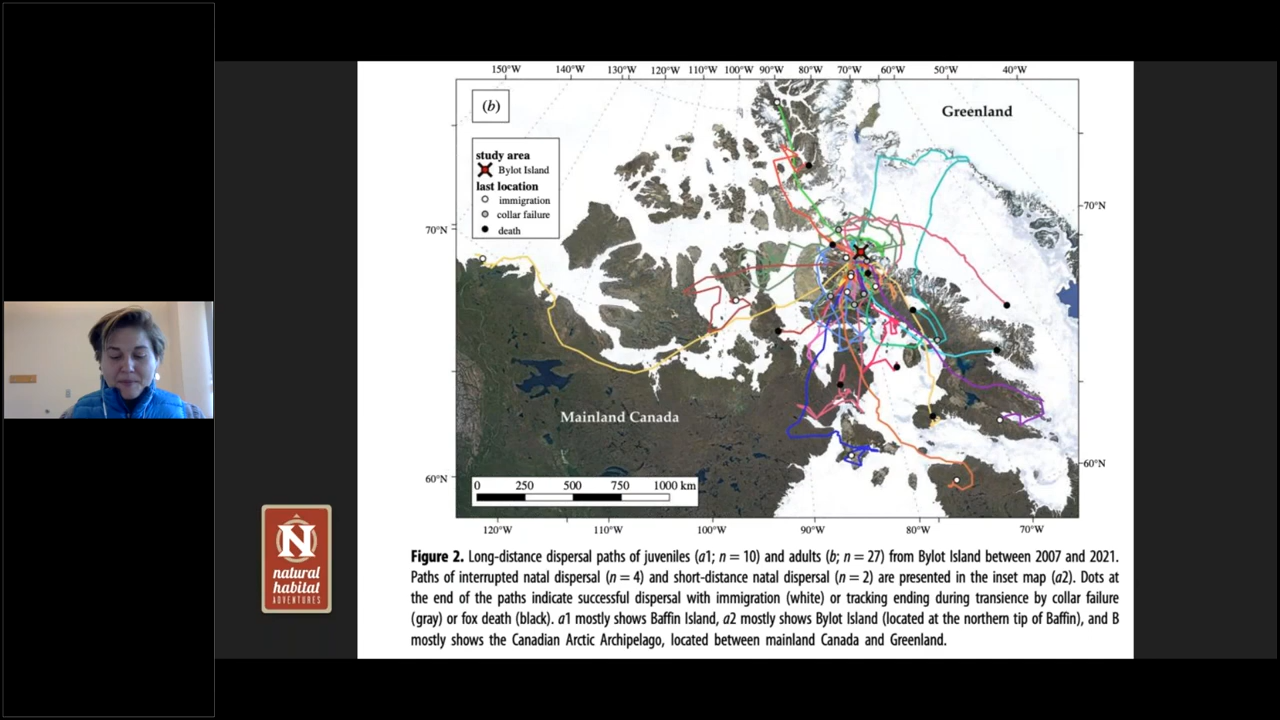 150°W 140°W 130°W 120°W 110°W 100°W 90°W 80°W 70°W 60°W 50°W 40°W
(b)
Greenland
study area
Bylot Island
last location
immigration
collar failure
death
70°N
70°N
Mainland Canada
0 250 500 750 1000 km
60°N
60°N
120°W 110°W 100°W 90°W 80°W 70°W
N
natural
habitat
ADVENTURES
Figure 2. Long-distance dispersal paths of juveniles (a1; n = 10) and adults (b; n = 27) from Bylot Island between 2007 and 2021.
Paths of interrupted natal dispersal (n = 4) and short-distance natal dispersal (n = 2) are presented in the inset map (a2). Dots at
the end of the paths indicate successful dispersal with immigration (white) or tracking ending during transience by collar failure
(gray) or fox death (black). a1 mostly shows Baffin Island, a2 mostly shows Bylot Island (located at the northern tip of Baffin), and B
mostly shows the Canadian Arctic Archipelago, located between mainland Canada and Greenland.